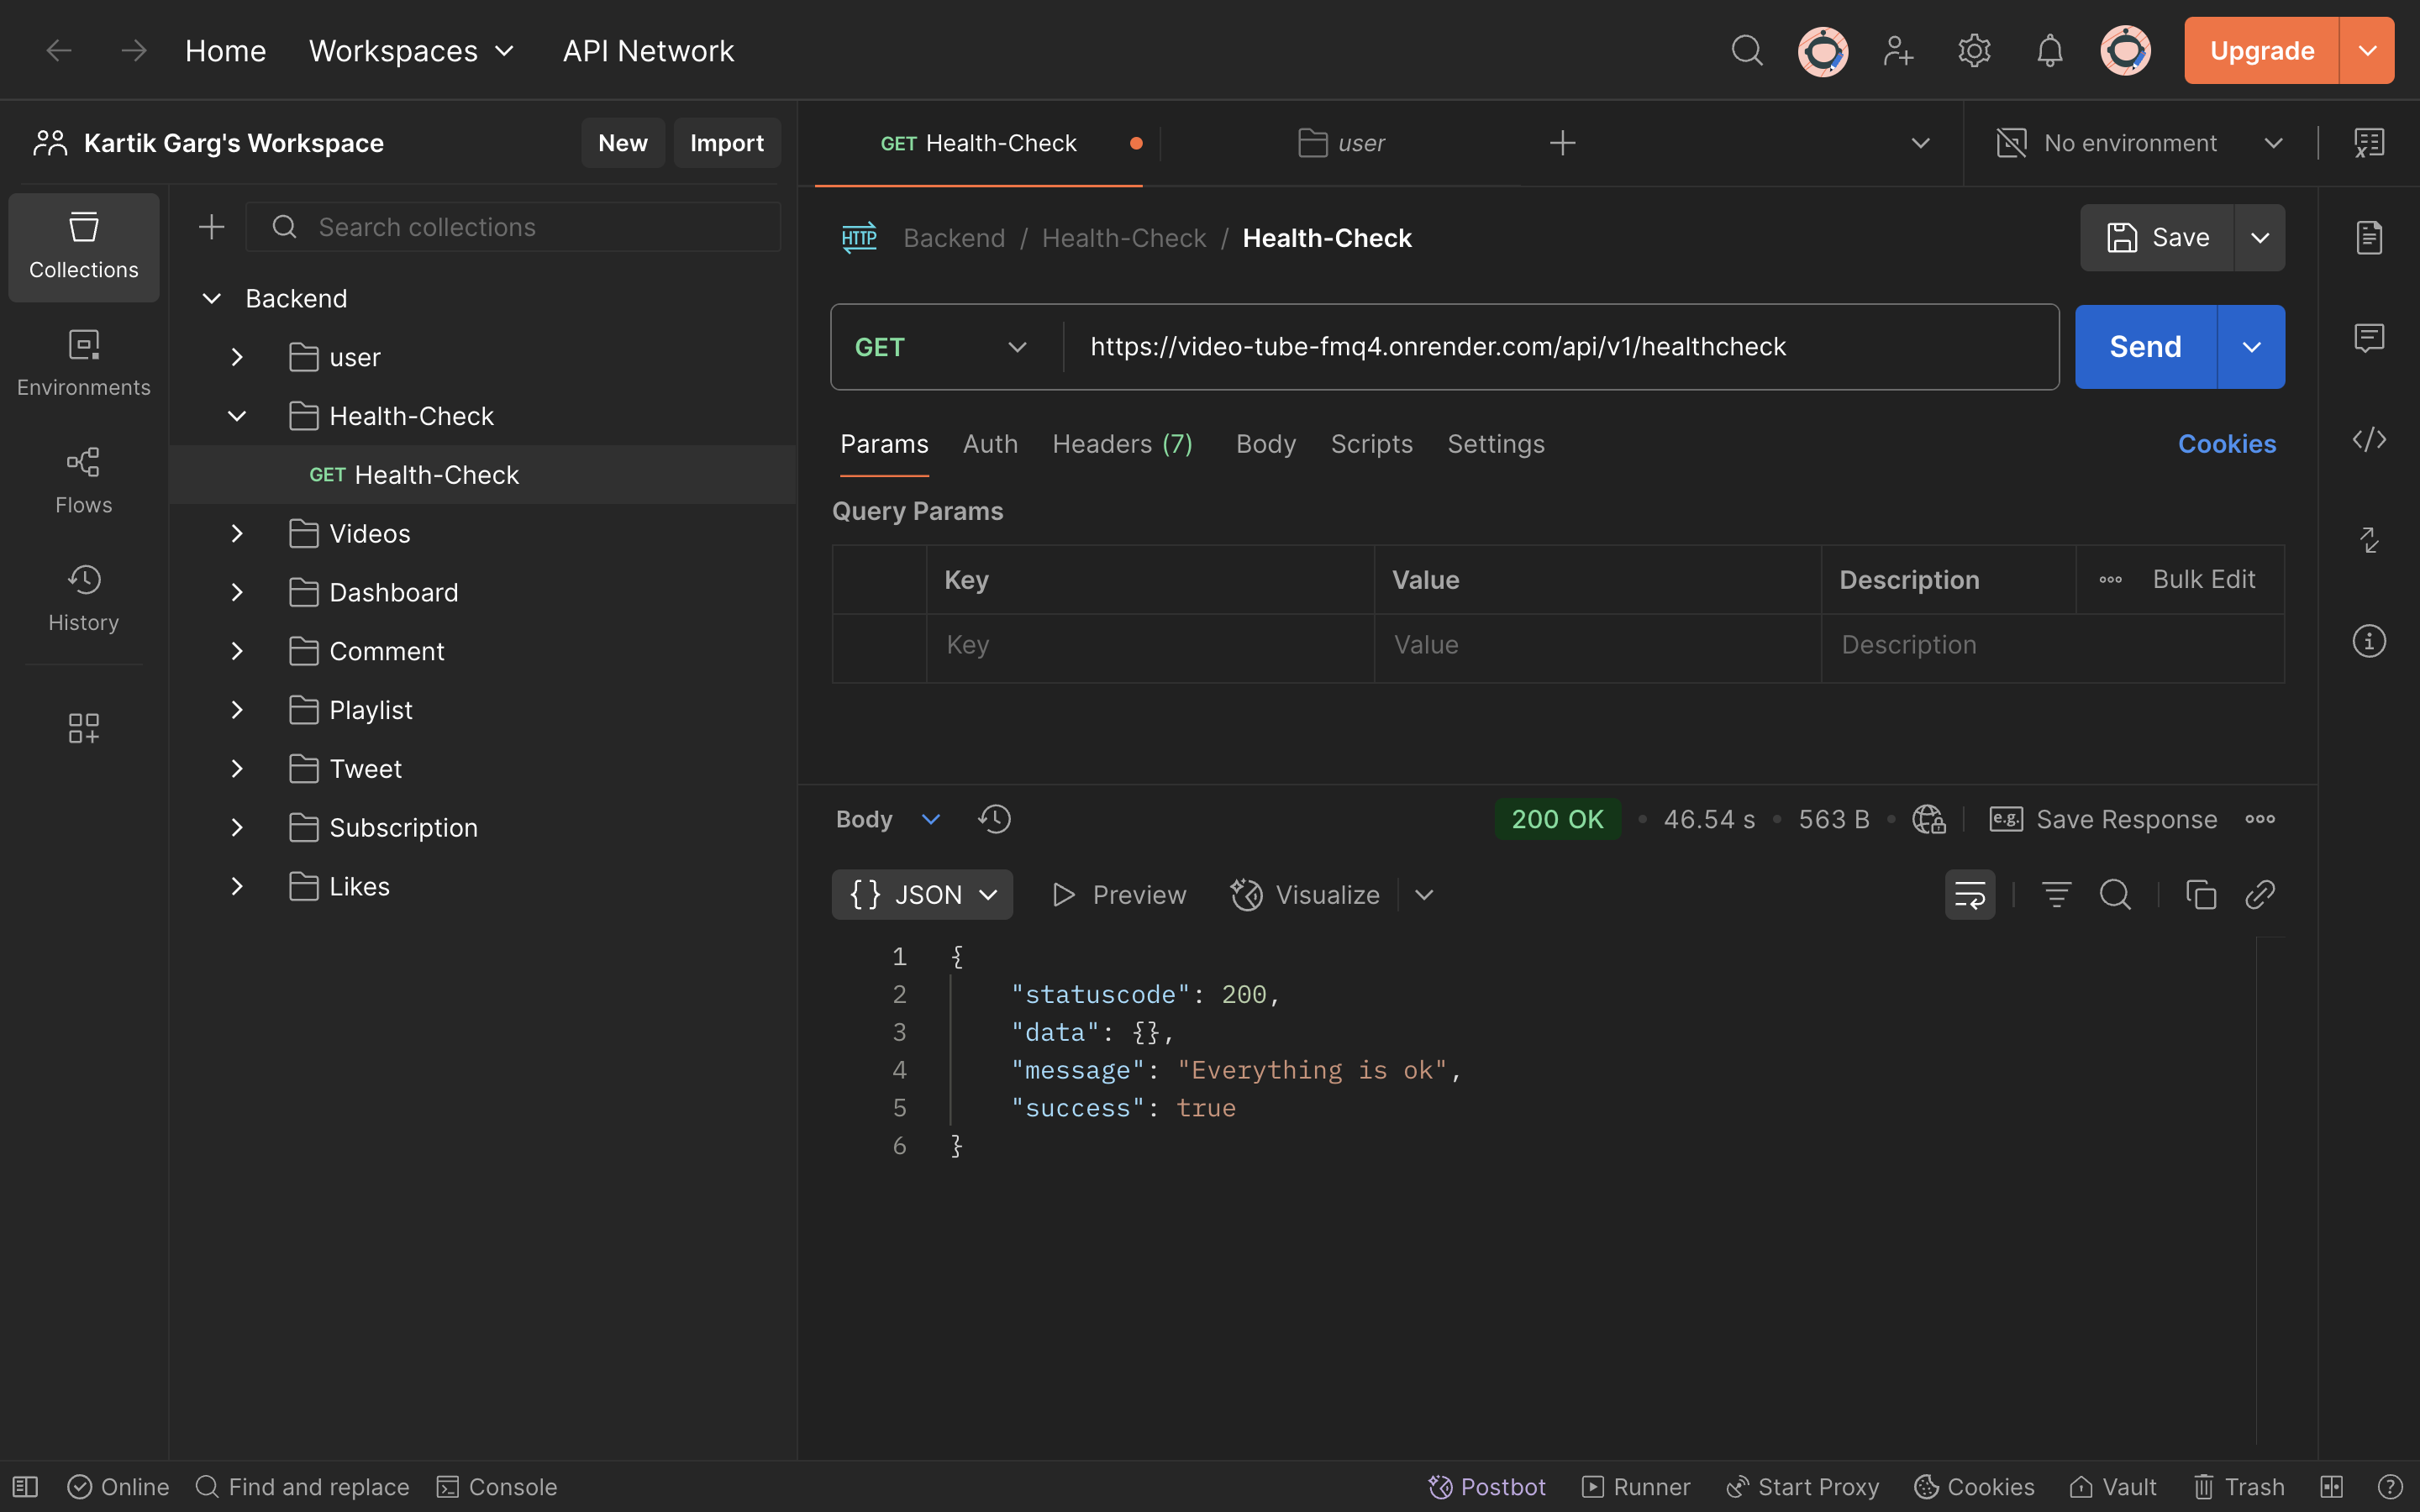 Home Workspaces API Network Upgrade
Kartik Garg's Workspace New Import
GET Health-Check user No environment
Collections
Environments
Flows
History
Search collections
Backend
user
Health-Check
GET Health-Check
Videos
Dashboard
Comment
Playlist
Tweet
Subscription
Likes
HTTP Backend / Health-Check / Health-Check Save
GET https://video-tube-fmq4.onrender.com/api/v1/healthcheck Send
Params Auth Headers (7) Body Scripts Settings Cookies
Query Params
Key Value Description Bulk Edit
Key Value Description
Body 200 OK 46.54 s 563 B e.g. Save Response
{} JSON Preview Visualize
1 {
2 "statuscode": 200,
3 "data": {},
4 "message": "Everything is ok",
5 "success": true
6 }
Online Find and replace Console Postbot Runner Start Proxy Cookies Vault Trash